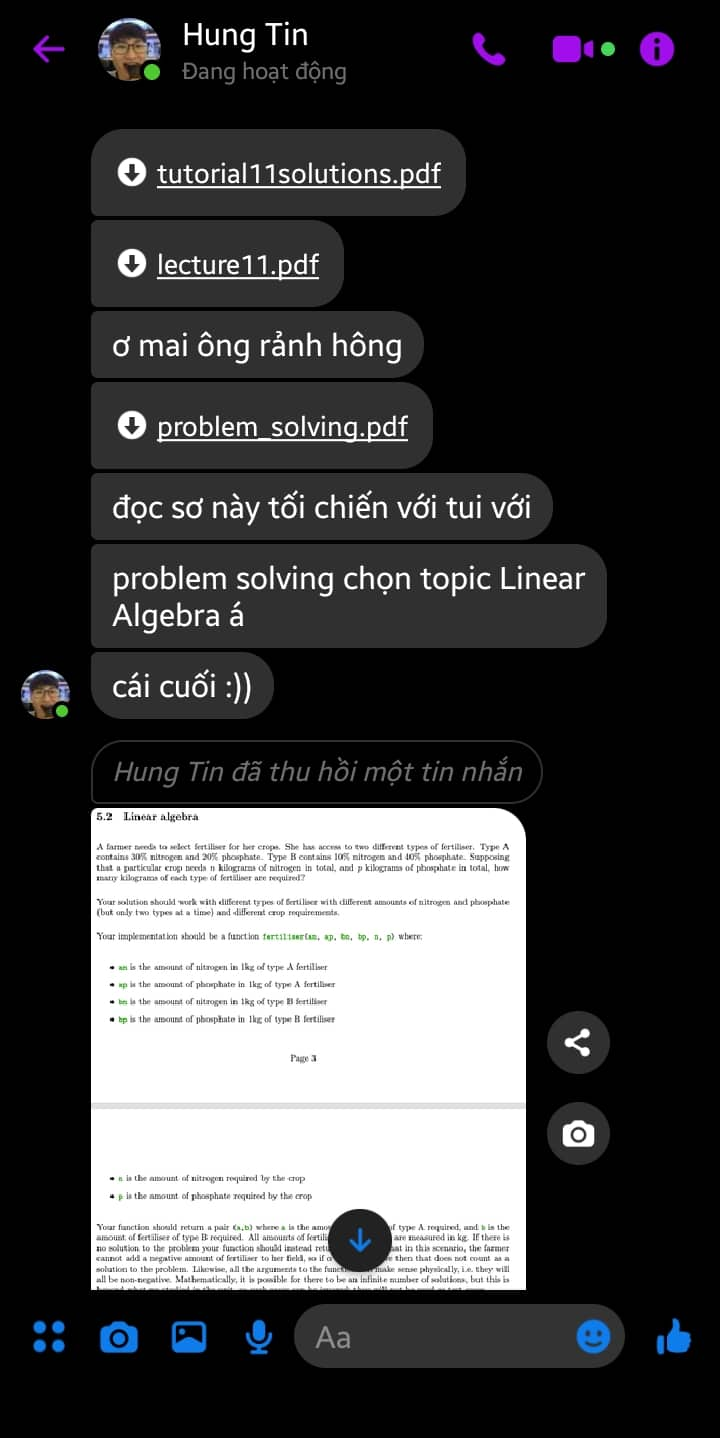 Hung Tin
Đang hoạt động
tutorial11solutions.pdf
lecture11.pdf
ơ mai ông rảnh hông
problem_solving.pdf
đọc sơ này tối chiến với tui với
problem solving chọn topic Linear
Algebra á
cái cuối :))
Hung Tin đã thu hồi một tin nhắn
5.2 Linear algebra
A farmer needs to select fertiliser for her crops. She has access to two different types of fertiliser. Type A
contains 30% nitrogen and 20% phosphate. Type B contains 10% nitrogen and 40% phosphate. Supposing
that a particular crop needs n kilograms of nitrogen in total, and p kilograms of phosphate in total, how
many kilograms of each type of fertiliser are required?
Your solution should work with different types of fertiliser with different amounts of nitrogen and phosphate
(but only two types at a time) and different crop requirements.
Your implementation should be a function fertiliser(an, ap, bn, bp, n, p) where:
• an is the amount of nitrogen in 1kg of type A fertiliser
• ap is the amount of phosphate in 1kg of type A fertiliser
• bn is the amount of nitrogen in 1kg of type B fertiliser
• bp is the amount of phosphate in 1kg of type B fertiliser
Page 3
• n is the amount of nitrogen required by the crop
• p is the amount of phosphate required by the crop
Your function should return a pair (a,b) where a is the of type A required, and b is the
amount of fertiliser of type B required. All amounts of are measured in kg. If there is
no solution to the problem your function should instead in this scenario, the farmer
cannot add a negative amount of fertiliser to her field, so if then that does not count as a
solution to the problem. Likewise, all the arguments to the make sense physically, i.e. they will
all be non-negative. Mathematically, it is possible for there to be an infinite number of solutions, but this is
Aa